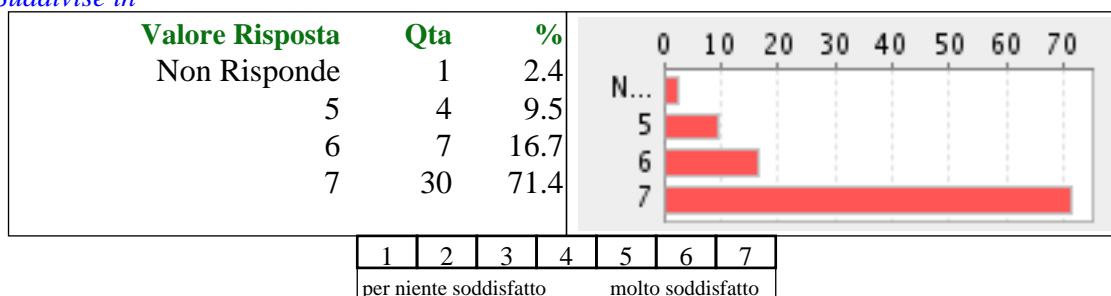 Suddivise in
Valore Risposta Qta %
Non Risponde 1 2.4
5 4 9.5
6 7 16.7
7 30 71.4
0 10 20 30 40 50 60 70
N...
5
6
7
1 2 3 4 5 6 7
per niente soddisfatto molto soddisfatto